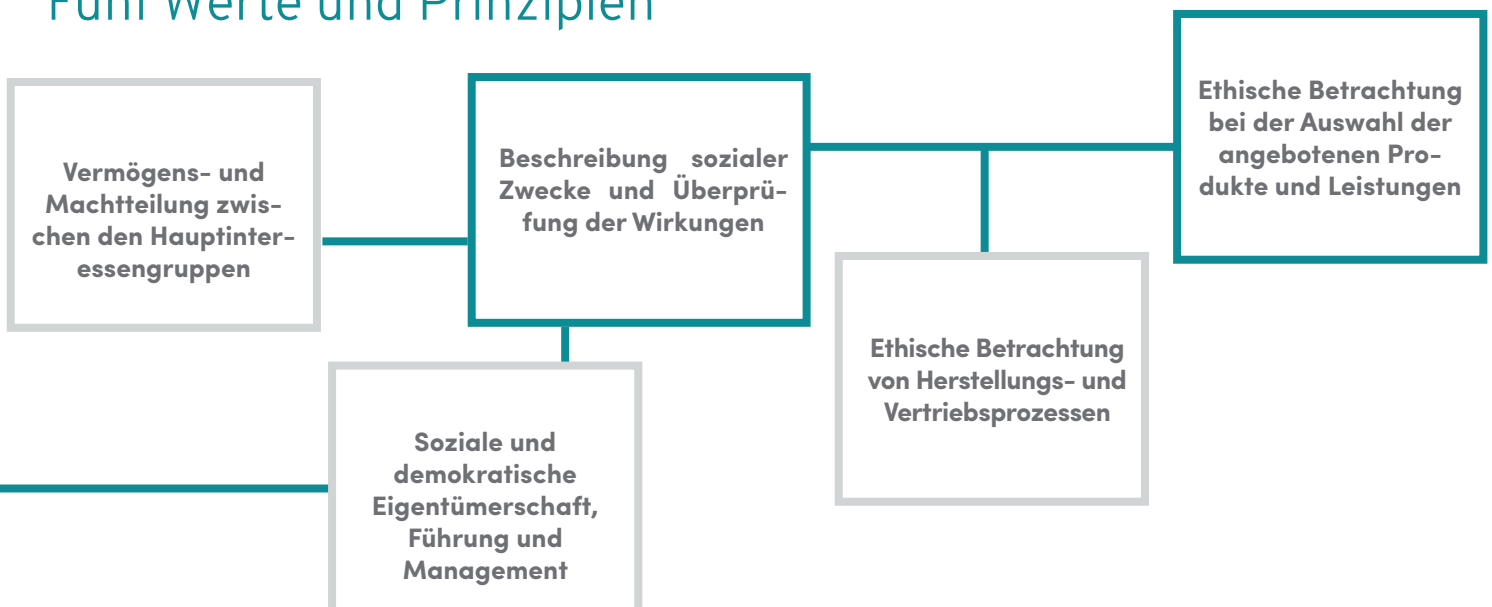 Fünf Werte und Prinzipien
Vermögens- und
Machtteilung zwis-
chen den Hauptinter-
essengruppen
Beschreibung sozialer
Zwecke und Überprü-
fung der Wirkungen
Ethische Betrachtung
bei der Auswahl der
angebotenen Pro-
dukte und Leistungen
Soziale und
demokratische
Eigentümerschaft,
Führung und
Management
Ethische Betrachtung
von Herstellungs- und
Vertriebsprozessen